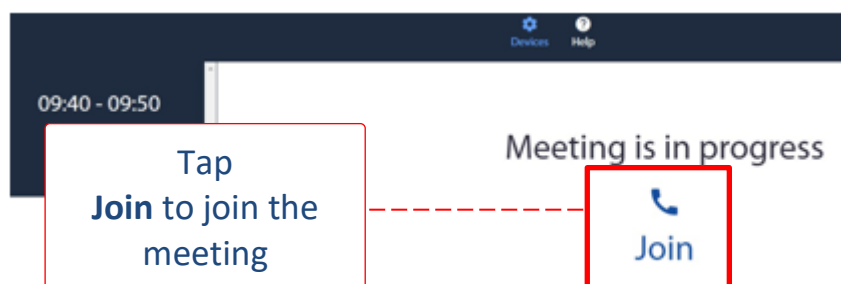 Devices Help
09:40 - 09:50
Meeting is in progress
Tap
Join to join the
meeting
Join